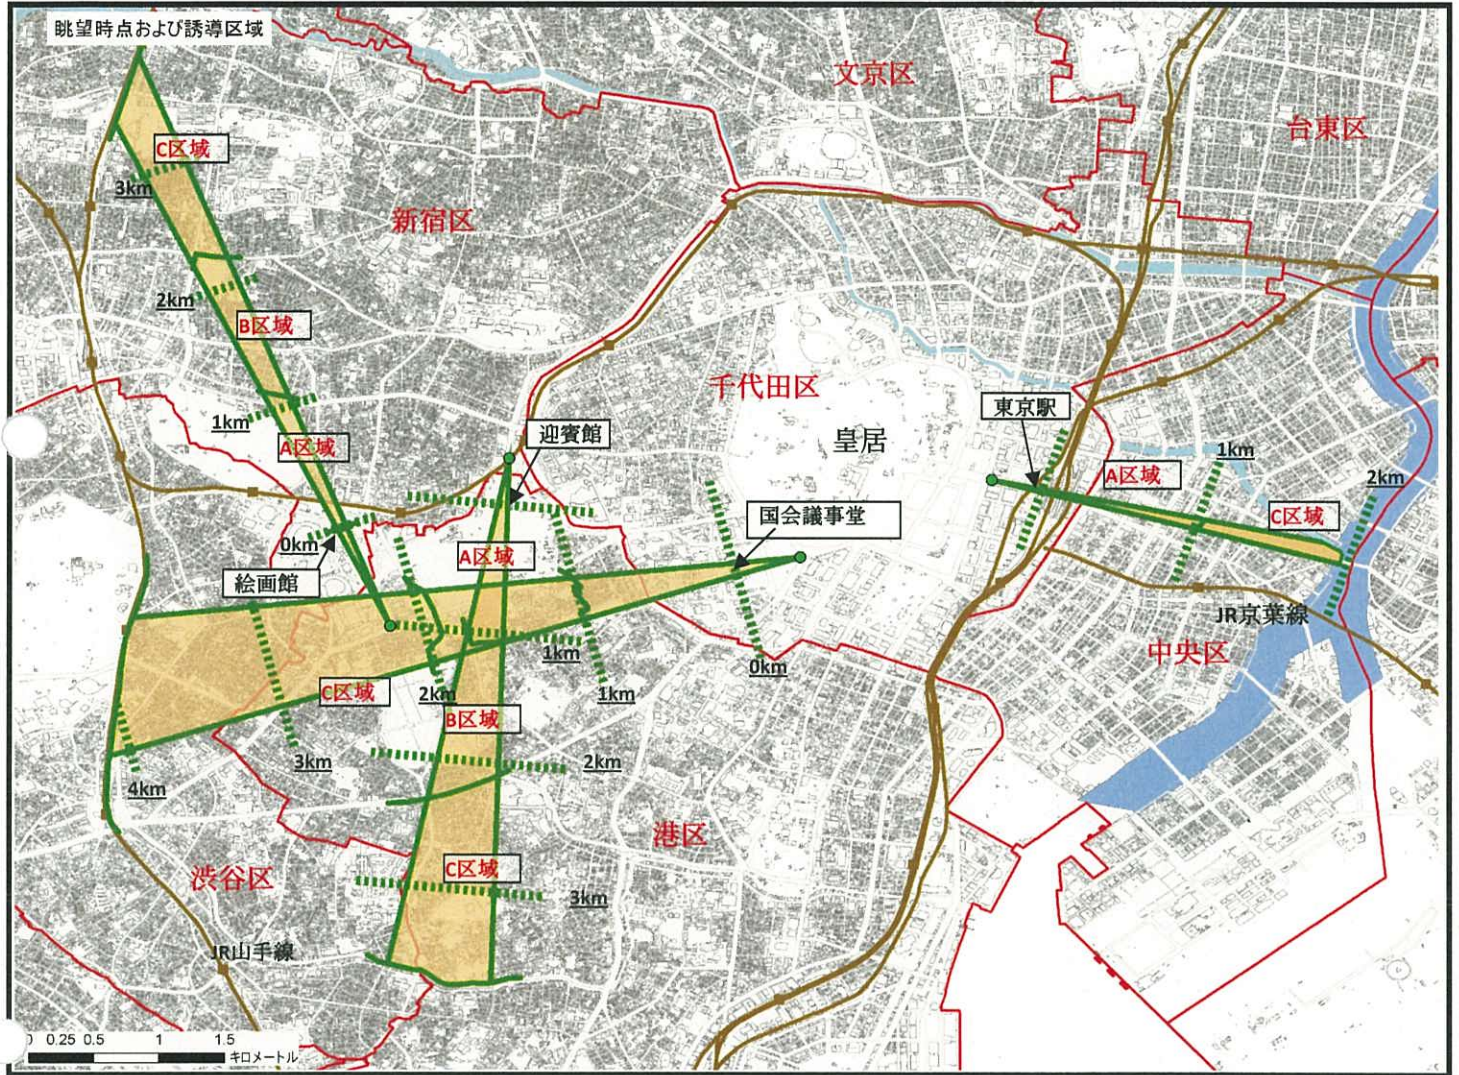 眺望時点および誘導区域
文京区
台東区
C区域
3km
新宿区
2km
B区域
千代田区
東京駅
1km
迎賓館
皇居
1km
A区域
A区域
2km
国会議事堂
C区域
0km
A区域
絵画館
JR京葉線
中央区
1km
0km
C区域
2km
1km
B区域
3km
2km
4km
港区
渋谷区
C区域
3km
JR山手線
0.25 0.5 1 1.5
キロメートル